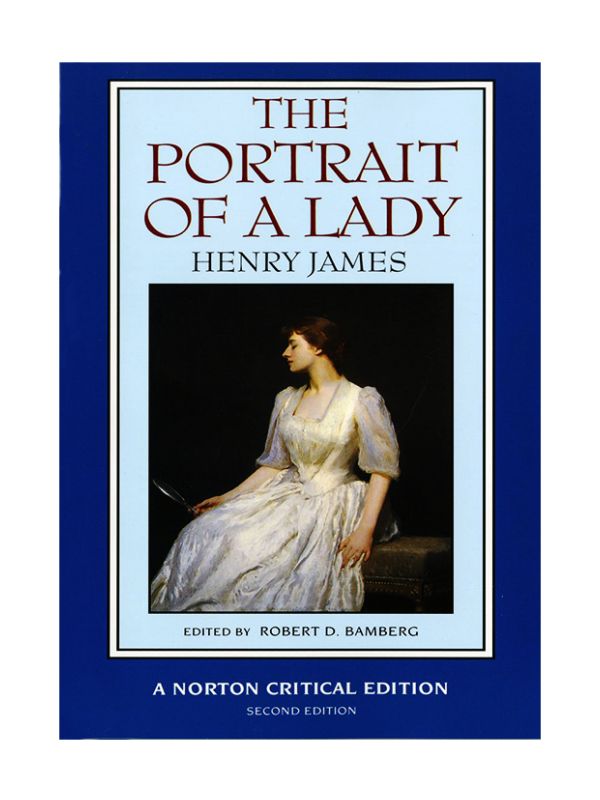 THE
PORTRAIT
OF A LADY
HENRY JAMES
EDITED BY ROBERT D. BAMBERG
A NORTON CRITICAL EDITION
SECOND EDITION